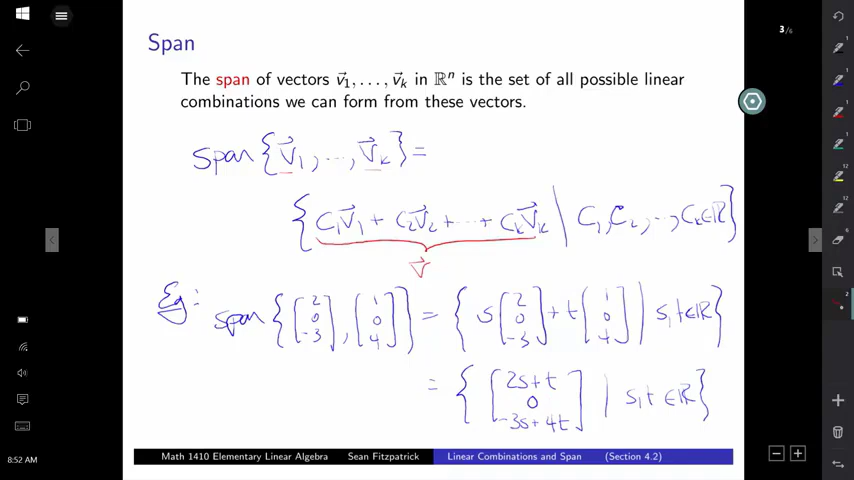 3/6
Span
The span of vectors v⃗₁, . . . , v⃗ₖ in ℝⁿ is the set of all possible linear
combinations we can form from these vectors.
Span {v⃗₁, ..., v⃗ₖ} =
{c₁v⃗₁ + c₂v⃗₂ + ... + cₖv⃗ₖ | c₁, c₂, ..., cₖ ∈ ℝ}
v⃗
Eg:
span {[2 0 -3], [1 0 4]} = {s [2 0 -3] + t [1 0 4] | s, t ∈ ℝ}
= {[2s+t 0 -3s+4t] | s, t ∈ ℝ}
8:52 AM
Math 1410 Elementary Linear Algebra Sean Fitzpatrick Linear Combinations and Span (Section 4.2)